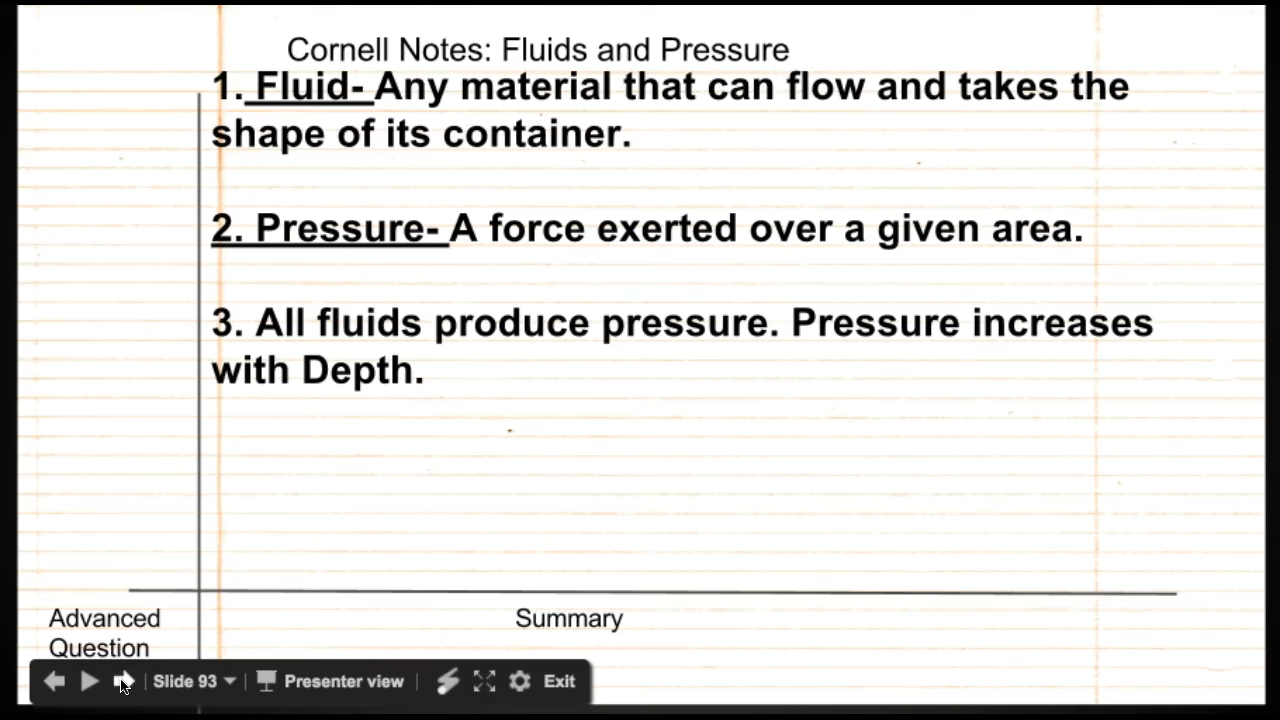 Cornell Notes: Fluids and Pressure
1. Fluid- Any material that can flow and takes the
shape of its container.
2. Pressure- A force exerted over a given area.
3. All fluids produce pressure. Pressure increases
with Depth.
Advanced
Question
Summary
Slide 93
Presenter view
Exit